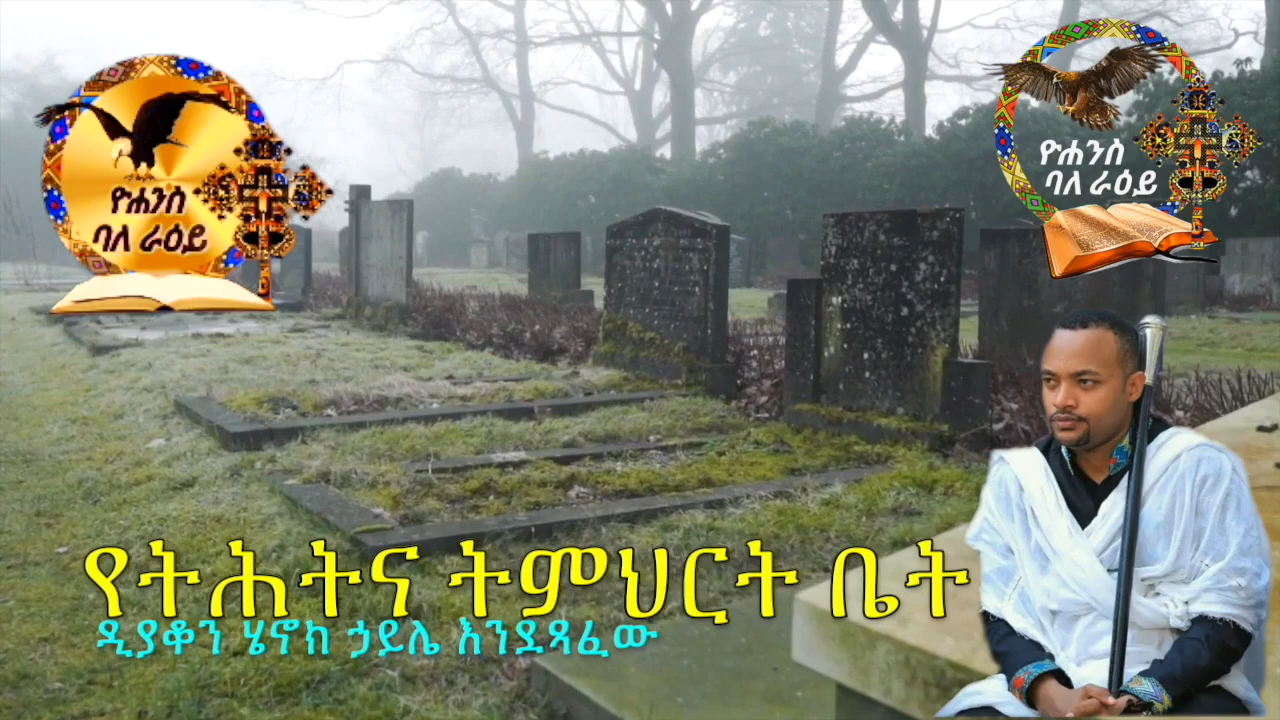 ዮሐንስ
ባለ ራዕይ
ዮሐንስ
ባለ ራዕይ
የትሕትና ትምህርት ቤት
ዲያቆን ሄኖክ ኃይሌ እንደጻፈው